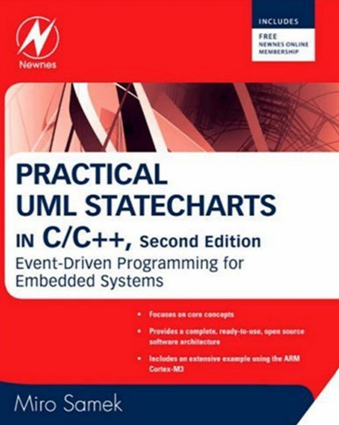 INCLUDES
FREE
NEWNES ONLINE
MEMBERSHIP
Newnes
PRACTICAL
UML STATECHARTS
IN C/C++, Second Edition
Event-Driven Programming for
Embedded Systems
• Focuses on core concepts
• Provides a complete, ready-to-use, open source
software architecture
• Includes an extensive example using the ARM
Cortex-M3
Miro Samek